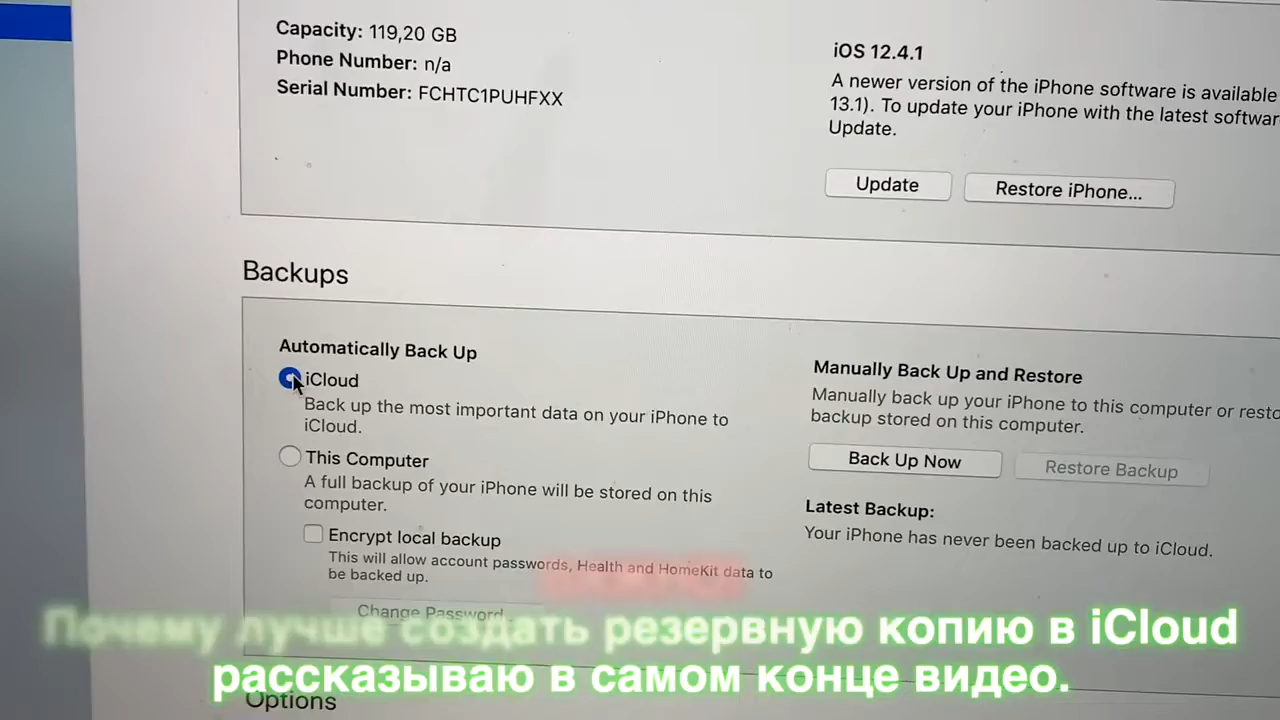 Capacity: 119,20 GB
Phone Number: n/a
Serial Number: FCHTC1PUHFXX
iOS 12.4.1
A newer version of the iPhone software is available
13.1). To update your iPhone with the latest softwar
Update.
Update
Restore iPhone...
Backups
Automatically Back Up
iCloud
Back up the most important data on your iPhone to
iCloud.
This Computer
A full backup of your iPhone will be stored on this
computer.
Encrypt local backup
This will allow account passwords, Health and HomeKit data to
be backed up.
Change Password
Manually Back Up and Restore
Manually back up your iPhone to this computer or resto
backup stored on this computer.
Back Up Now
Restore Backup
Latest Backup:
Your iPhone has never been backed up to iCloud.
Почему лучше создать резервную копию в iCloud
рассказываю в самом конце видео.
Options